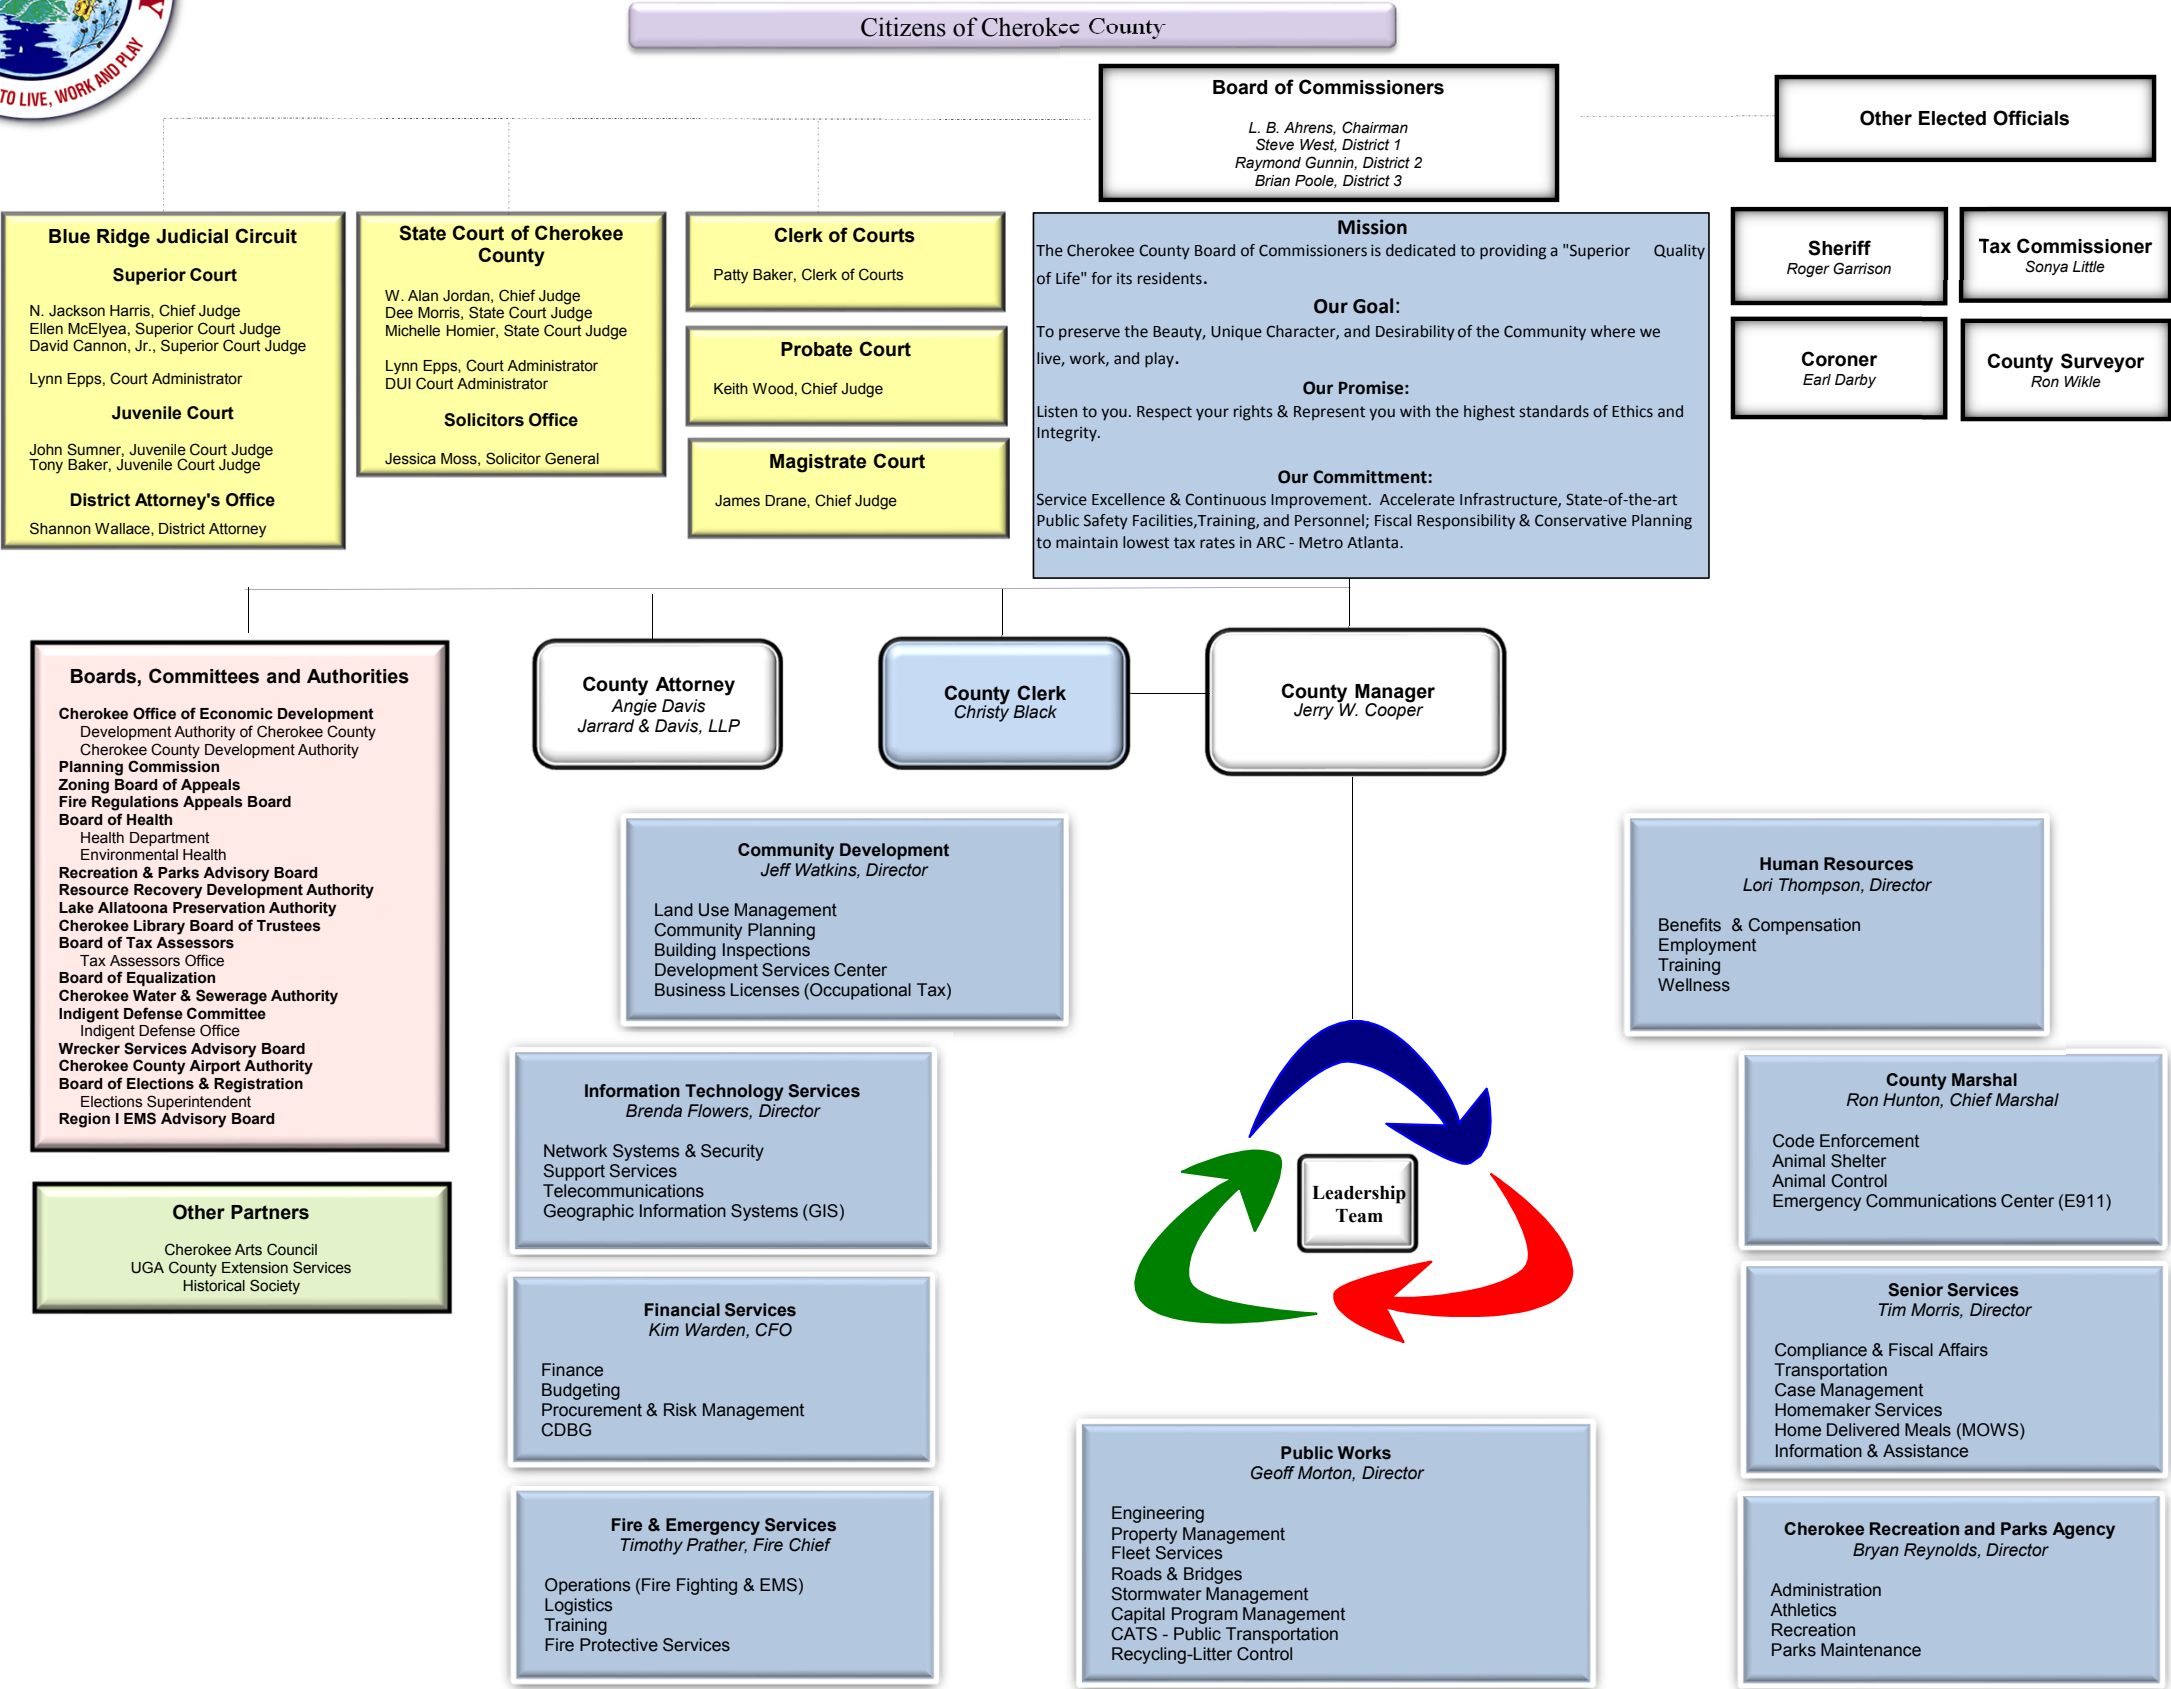 Y
TO LIVE, WORK AND PLAY
Citizens of Cherokee County
Board of Commissioners
L. B. Ahrens, Chairman
Steve West, District 1
Raymond Gunnin, District 2
Brian Poole, District 3
Other Elected Officials
Blue Ridge Judicial Circuit
Superior Court
N. Jackson Harris, Chief Judge
Ellen McElyea, Superior Court Judge
David Cannon, Jr., Superior Court Judge
Lynn Epps, Court Administrator
Juvenile Court
John Sumner, Juvenile Court Judge
Tony Baker, Juvenile Court Judge
District Attorney's Office
Shannon Wallace, District Attorney
State Court of Cherokee
County
W. Alan Jordan, Chief Judge
Dee Morris, State Court Judge
Michelle Homier, State Court Judge
Lynn Epps, Court Administrator
DUI Court Administrator
Solicitors Office
Jessica Moss, Solicitor General
Clerk of Courts
Patty Baker, Clerk of Courts
Probate Court
Keith Wood, Chief Judge
Magistrate Court
James Drane, Chief Judge
Mission
The Cherokee County Board of Commissioners is dedicated to providing a "Superior Quality
of Life" for its residents.
Our Goal:
To preserve the Beauty, Unique Character, and Desirability of the Community where we
live, work, and play.
Our Promise:
Listen to you. Respect your rights & Represent you with the highest standards of Ethics and
Integrity.
Our Committment:
Service Excellence & Continuous Improvement. Accelerate Infrastructure, State-of-the-art
Public Safety Facilities,Training, and Personnel; Fiscal Responsibility & Conservative Planning
to maintain lowest tax rates in ARC - Metro Atlanta.
Sheriff
Roger Garrison
Tax Commissioner
Sonya Little
Coroner
Earl Darby
County Surveyor
Ron Wikle
Boards, Committees and Authorities
Cherokee Office of Economic Development
Development Authority of Cherokee County
Cherokee County Development Authority
Planning Commission
Zoning Board of Appeals
Fire Regulations Appeals Board
Board of Health
Health Department
Environmental Health
Recreation & Parks Advisory Board
Resource Recovery Development Authority
Lake Allatoona Preservation Authority
Cherokee Library Board of Trustees
Board of Tax Assessors
Tax Assessors Office
Board of Equalization
Cherokee Water & Sewerage Authority
Indigent Defense Committee
Indigent Defense Office
Wrecker Services Advisory Board
Cherokee County Airport Authority
Board of Elections & Registration
Elections Superintendent
Region I EMS Advisory Board
Other Partners
Cherokee Arts Council
UGA County Extension Services
Historical Society
County Attorney
Angie Davis
Jarrard & Davis, LLP
County Clerk
Christy Black
County Manager
Jerry W. Cooper
Community Development
Jeff Watkins, Director
Land Use Management
Community Planning
Building Inspections
Development Services Center
Business Licenses (Occupational Tax)
Information Technology Services
Brenda Flowers, Director
Network Systems & Security
Support Services
Telecommunications
Geographic Information Systems (GIS)
Financial Services
Kim Warden, CFO
Finance
Budgeting
Procurement & Risk Management
CDBG
Fire & Emergency Services
Timothy Prather, Fire Chief
Operations (Fire Fighting & EMS)
Logistics
Training
Fire Protective Services
Leadership
Team
Public Works
Geoff Morton, Director
Engineering
Property Management
Fleet Services
Roads & Bridges
Stormwater Management
Capital Program Management
CATS - Public Transportation
Recycling-Litter Control
Human Resources
Lori Thompson, Director
Benefits & Compensation
Employment
Training
Wellness
County Marshal
Ron Hunton, Chief Marshal
Code Enforcement
Animal Shelter
Animal Control
Emergency Communications Center (E911)
Senior Services
Tim Morris, Director
Compliance & Fiscal Affairs
Transportation
Case Management
Homemaker Services
Home Delivered Meals (MOWS)
Information & Assistance
Cherokee Recreation and Parks Agency
Bryan Reynolds, Director
Administration
Athletics
Recreation
Parks Maintenance